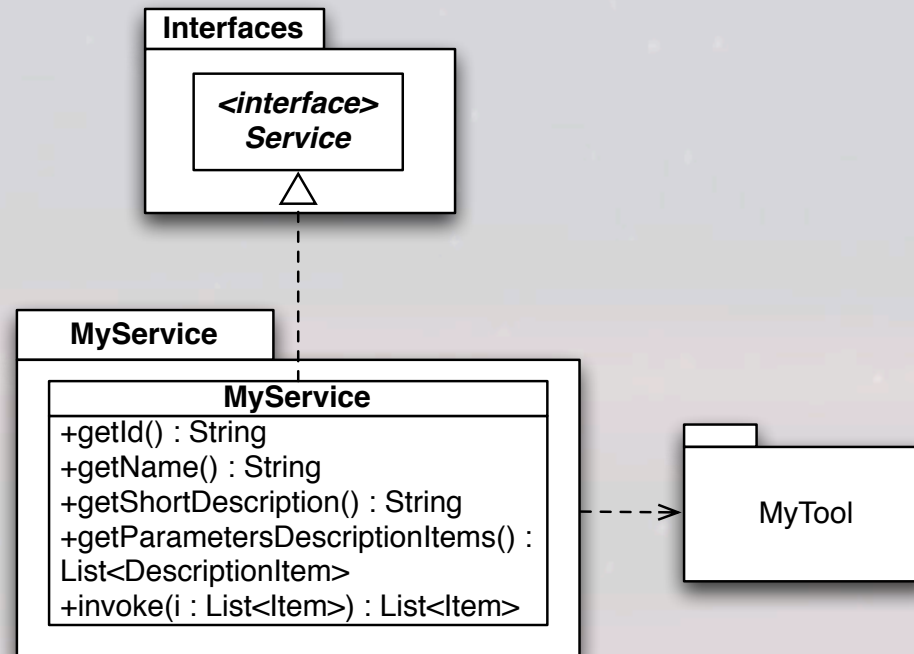 Interfaces
<interface>
Service
MyService
MyService
+getId() : String
+getName() : String
+getShortDescription() : String
+getParametersDescriptionItems() :
List<DescriptionItem>
+invoke(i : List<Item>) : List<Item>
MyTool